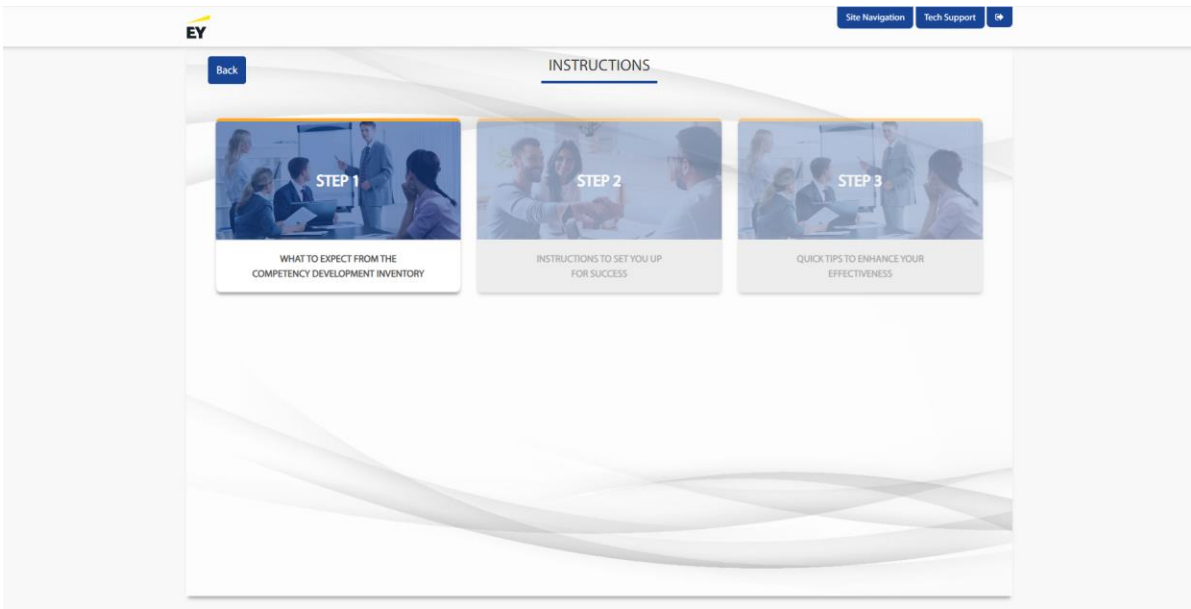 EY
Site Navigation
Tech Support
Back
INSTRUCTIONS
STEP 1
STEP 2
STEP 3
WHAT TO EXPECT FROM THE
COMPETENCY DEVELOPMENT INVENTORY
INSTRUCTIONS TO SET YOU UP
FOR SUCCESS
QUICK TIPS TO ENHANCE YOUR
EFFECTIVENESS